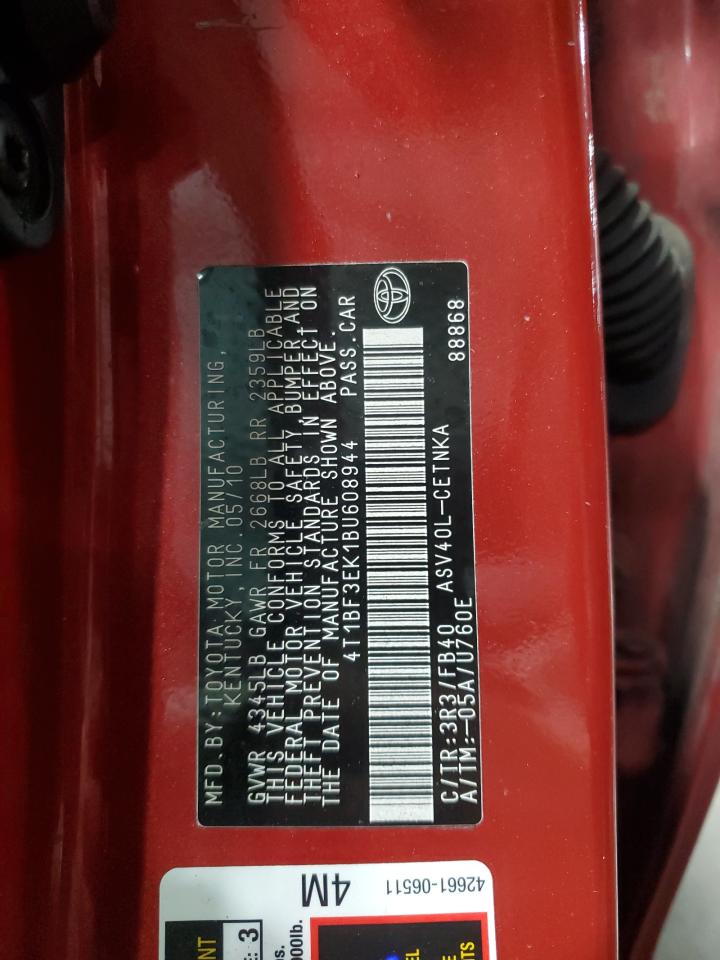 MFD. BY: TOYOTA MOTOR MANUFACTURING,
KENTUCKY, INC. 05/10
GVWR 4345LB GAWR FR 2668LB RR 2359LB
THIS VEHICLE CONFORMS TO ALL APPLICABLE
FEDERAL MOTOR VEHICLE SAFETY, BUMPER AND
THEFT PREVENTION STANDARDS IN EFFECT ON
THE DATE OF MANUFACTURE SHOWN ABOVE.
4T1BF3EK1BU608944 PASS. CAR
C/TR:3R3/FB40 ASV40L-CETNKA
A/TM:-05A/U760E 88868
4M
42661-06511
3